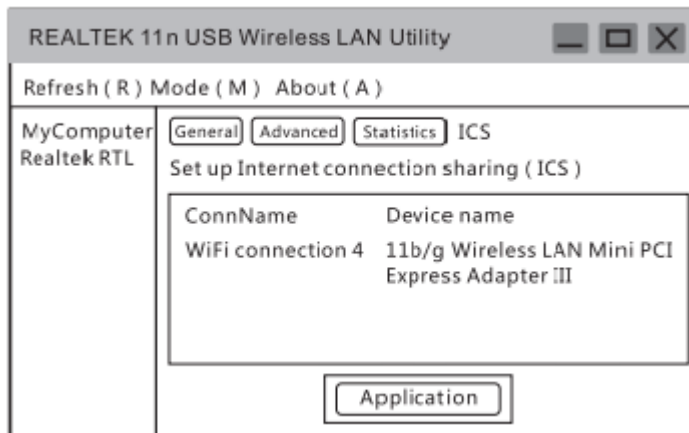 REALTEK 11n USB Wireless LAN Utility
Refresh ( R ) Mode ( M ) About ( A )
MyComputer
Realtek RTL
General Advanced Statistics ICS
Set up Internet connection sharing ( ICS )
ConnName Device name
WiFi connection 4 11b/g Wireless LAN Mini PCI
Express Adapter III
Application